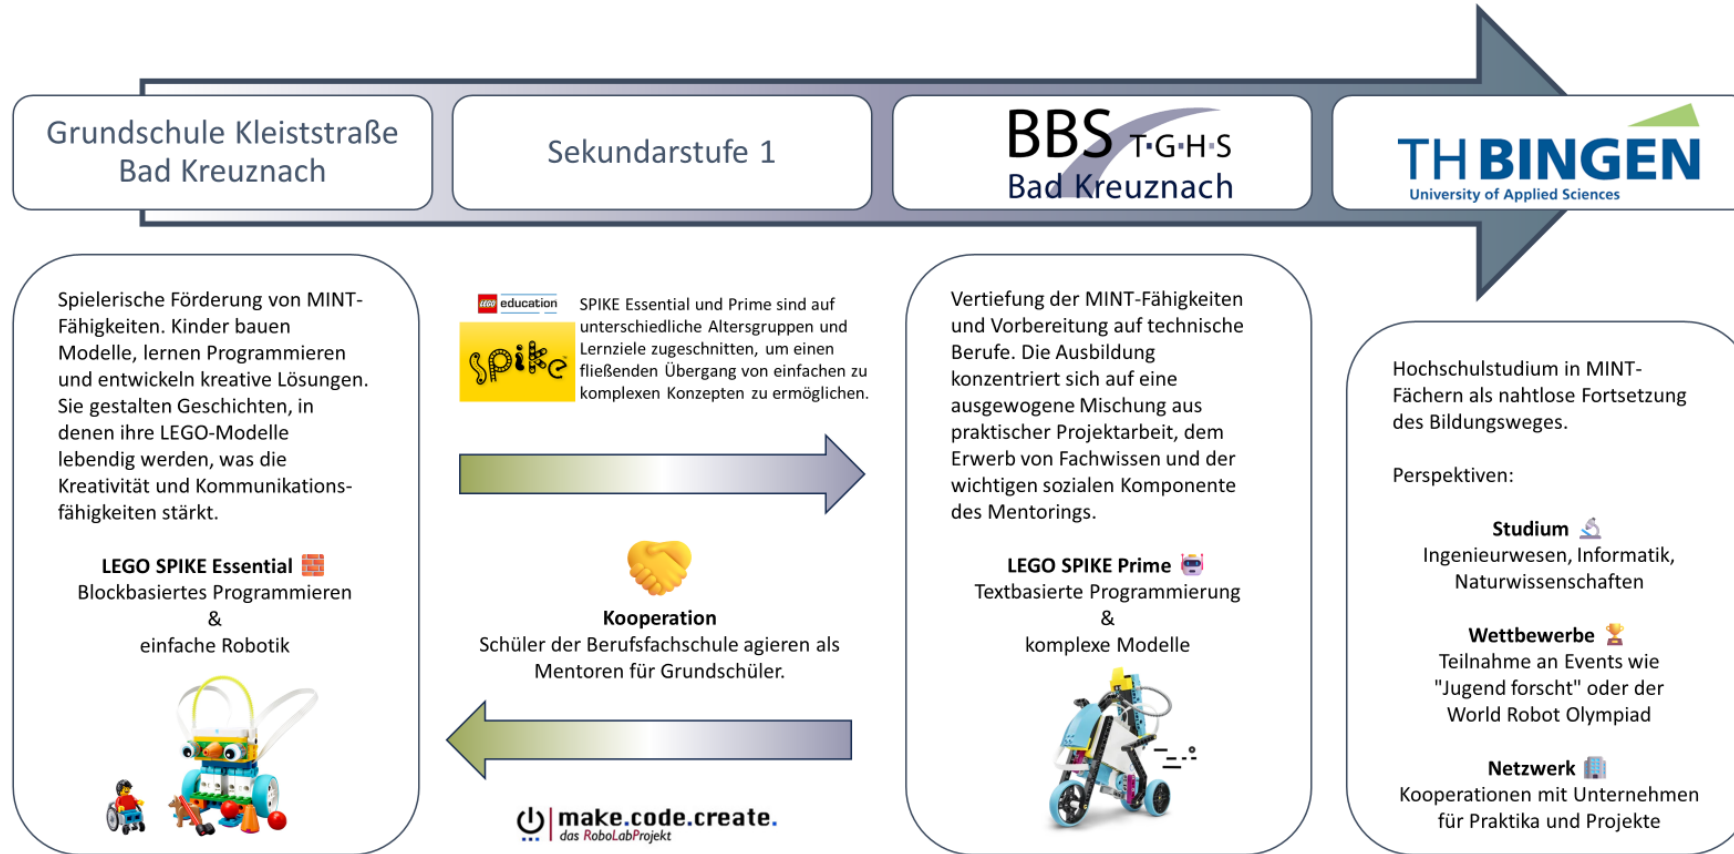 Grundschule Kleiststraße
Bad Kreuznach
Sekundarstufe 1
BBS T·G·H·S
Bad Kreuznach
TH BINGEN
University of Applied Sciences
Spielerische Förderung von MINT-
Fähigkeiten. Kinder bauen
Modelle, lernen Programmieren
und entwickeln kreative Lösungen.
Sie gestalten Geschichten, in
denen ihre LEGO-Modelle
lebendig werden, was die
Kreativität und Kommunikations-
fähigkeiten stärkt.
LEGO SPIKE Essential
Blockbasiertes Programmieren
&
einfache Robotik
LEGO education
spike™
SPIKE Essential und Prime sind auf
unterschiedliche Altersgruppen und
Lernziele zugeschnitten, um einen
fließenden Übergang von einfachen zu
komplexen Konzepten zu ermöglichen.
Kooperation
Schüler der Berufsfachschule agieren als
Mentoren für Grundschüler.
make.code.create.
das RoboLabProjekt
Vertiefung der MINT-Fähigkeiten
und Vorbereitung auf technische
Berufe. Die Ausbildung
konzentriert sich auf eine
ausgewogene Mischung aus
praktischer Projektarbeit, dem
Erwerb von Fachwissen und der
wichtigen sozialen Komponente
des Mentorings.
LEGO SPIKE Prime
Textbasierte Programmierung
&
komplexe Modelle
Hochschulstudium in MINT-
Fächern als nahtlose Fortsetzung
des Bildungsweges.
Perspektiven:
Studium
Ingenieurwesen, Informatik,
Naturwissenschaften
Wettbewerbe
Teilnahme an Events wie
"Jugend forscht" oder der
World Robot Olympiad
Netzwerk
Kooperationen mit Unternehmen
für Praktika und Projekte